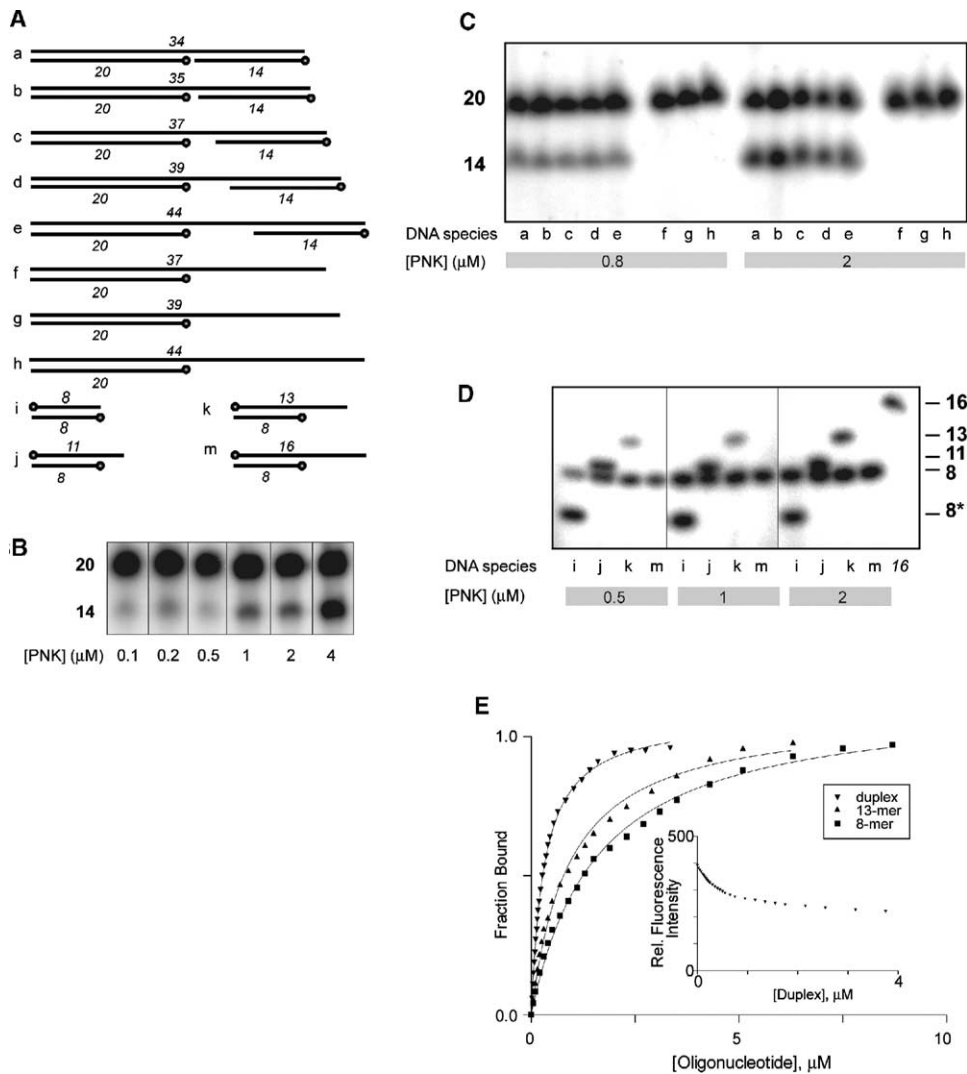 A
a
34
20
14
b
35
20
14
c
37
20
14
d
39
20
14
e
44
20
14
f
37
20
g
39
20
h
44
20
i
8
8
k
13
8
j
11
8
m
16
8
B
20
14
[PNK] (μM) 0.1 0.2 0.5 1 2 4
C
20
14
DNA species a b c d e f g h a b c d e f g h
[PNK] (μM) 0.8 2
D
16
13
11
8
8*
DNA species i j k m i j k m i j k m 16
[PNK] (μM) 0.5 1 2
E
1.0
0.0
Fraction Bound
0 5 10
[Oligonucleotide], μM
duplex
13-mer
8-mer
500
0
Rel. Fluorescence
Intensity
0 4
[Duplex], μM